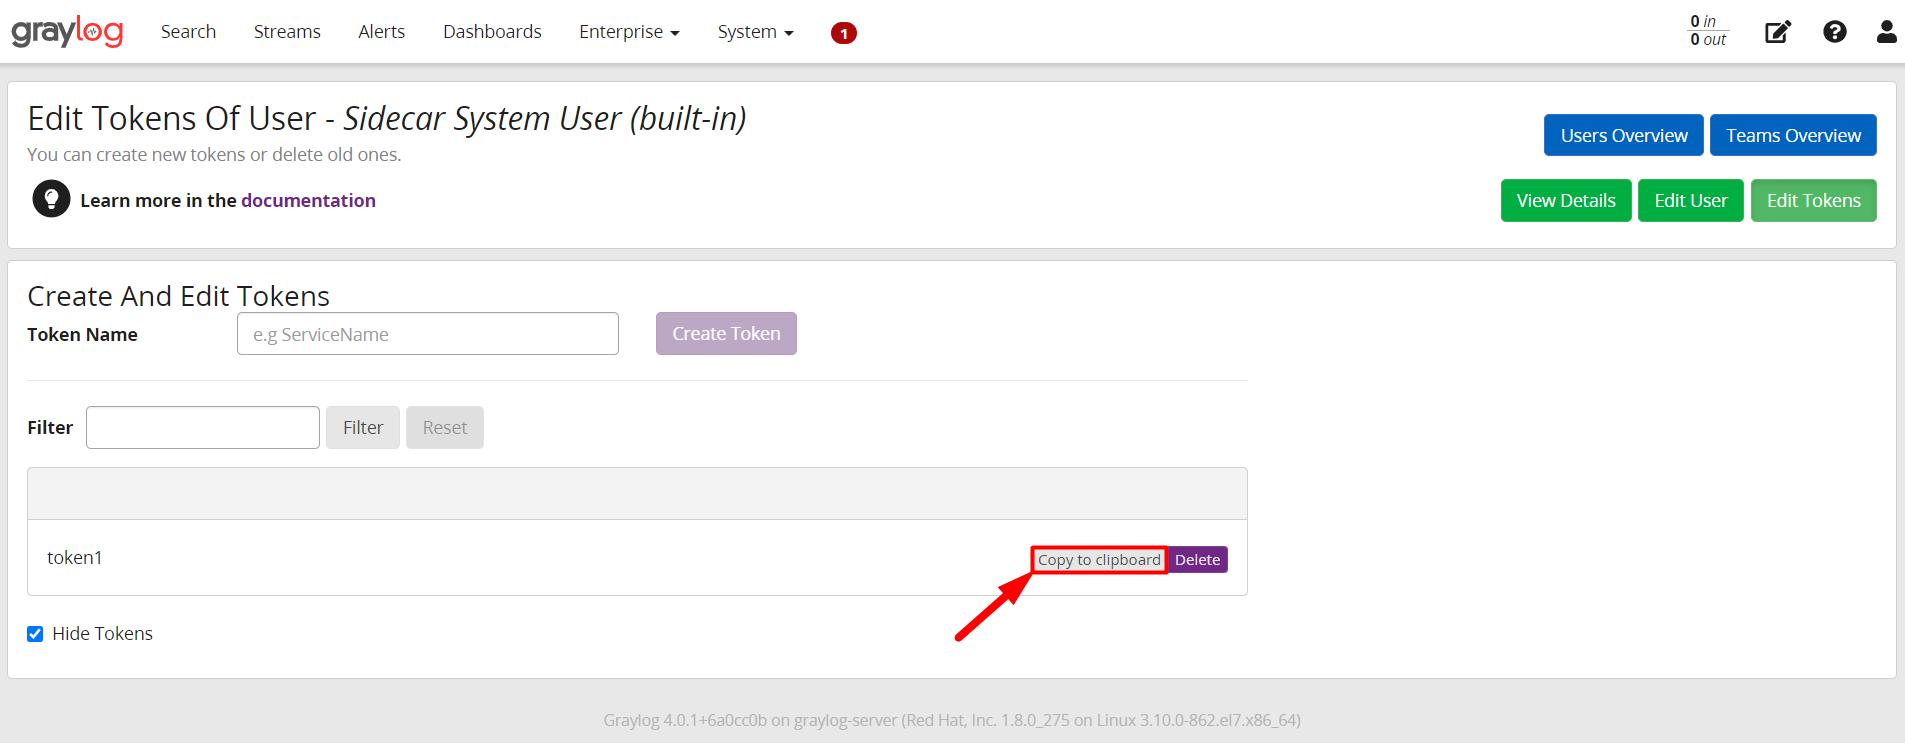 graylog Search Streams Alerts Dashboards Enterprise System 1 0 in
0 out
Edit Tokens Of User - Sidecar System User (built-in)
You can create new tokens or delete old ones.
Users Overview Teams Overview
Learn more in the documentation
View Details Edit User Edit Tokens
Create And Edit Tokens
Token Name e.g ServiceName Create Token
Filter Filter Reset
token1 Copy to clipboard Delete
Hide Tokens
Graylog 4.0.1+6a0cc0b on graylog-server (Red Hat, Inc. 1.8.0_275 on Linux 3.10.0-862.el7.x86_64)